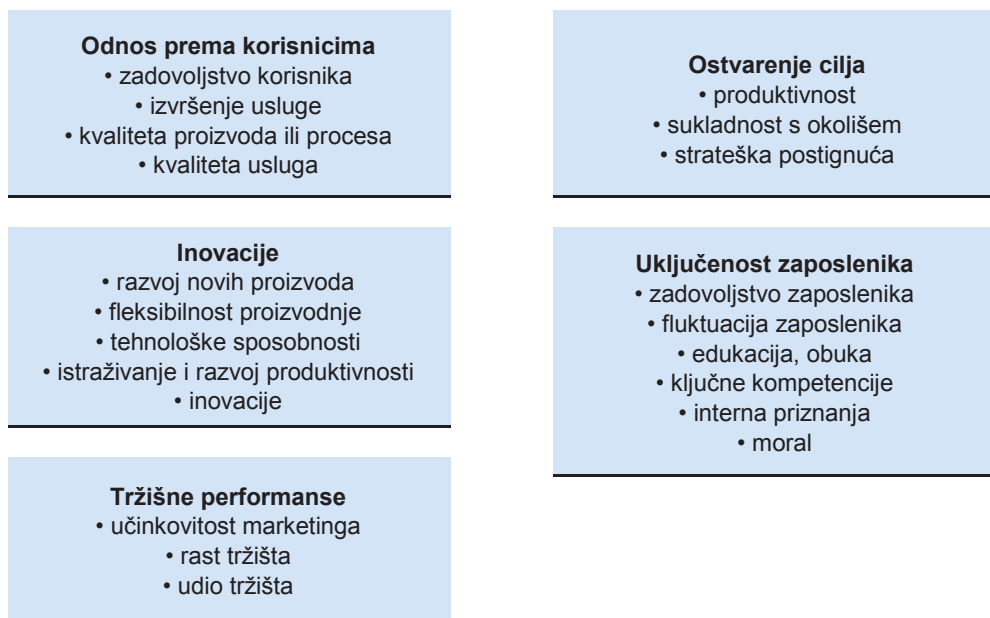 Odnos prema korisnicima
• zadovoljstvo korisnika
• izvršenje usluge
• kvaliteta proizvoda ili procesa
• kvaliteta usluga
Inovacije
• razvoj novih proizvoda
• fleksibilnost proizvodnje
• tehnološke sposobnosti
• istraživanje i razvoj produktivnosti
• inovacije
Tržišne performanse
• učinkovitost marketinga
• rast tržišta
• udio tržišta
Ostvarenje cilja
• produktivnost
• sukladnost s okolišem
• strateška postignuća
Uključenost zaposlenika
• zadovoljstvo zaposlenika
• fluktuacija zaposlenika
• edukacija, obuka
• ključne kompetencije
• interna priznanja
• moral